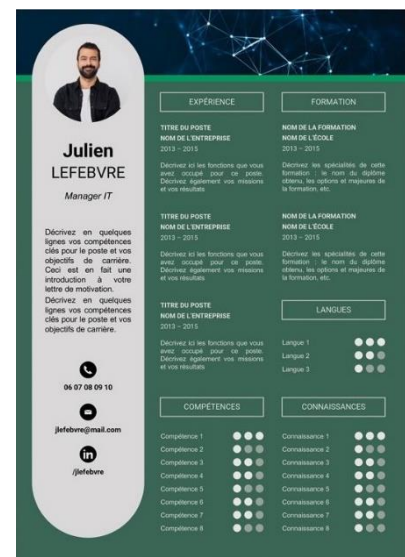 Julien
LEFEBVRE
Manager IT
Décrivez en quelques
lignes vos compétences
clés pour le poste et vos
objectifs de carrière.
Ceci est en fait une
introduction à votre
lettre de motivation.
Décrivez en quelques
lignes vos compétences
clés pour le poste et vos
objectifs de carrière.
06 07 08 09 10
jlefebvre@mail.com
in
/jlefebvre
EXPÉRIENCE
TITRE DU POSTE
NOM DE L'ENTREPRISE
2013 – 2015
Décrivez ici les fonctions que vous
avez occupé pour ce poste.
Décrivez également vos missions
et vos résultats
TITRE DU POSTE
NOM DE L'ENTREPRISE
2013 – 2015
Décrivez ici les fonctions que vous
avez occupé pour ce poste.
Décrivez également vos missions
et vos résultats
TITRE DU POSTE
NOM DE L'ENTREPRISE
2013 – 2015
Décrivez ici les fonctions que vous
avez occupé pour ce poste.
Décrivez également vos missions
et vos résultats
COMPÉTENCES
Compétence 1
Compétence 2
Compétence 3
Compétence 4
Compétence 5
Compétence 6
Compétence 7
Compétence 8
FORMATION
NOM DE LA FORMATION
NOM DE L'ÉCOLE
2013 – 2015
Décrivez les spécialités de cette
formation : le nom du diplôme
obtenu, les options et majeures de
la formation, etc.
NOM DE LA FORMATION
NOM DE L'ÉCOLE
2013 – 2015
Décrivez les spécialités de cette
formation : le nom du diplôme
obtenu, les options et majeures de
la formation, etc.
LANGUES
Langue 1
Langue 2
Langue 3
CONNAISSANCES
Connaissance 1
Connaissance 2
Connaissance 3
Connaissance 4
Connaissance 5
Connaissance 6
Connaissance 7
Connaissance 8